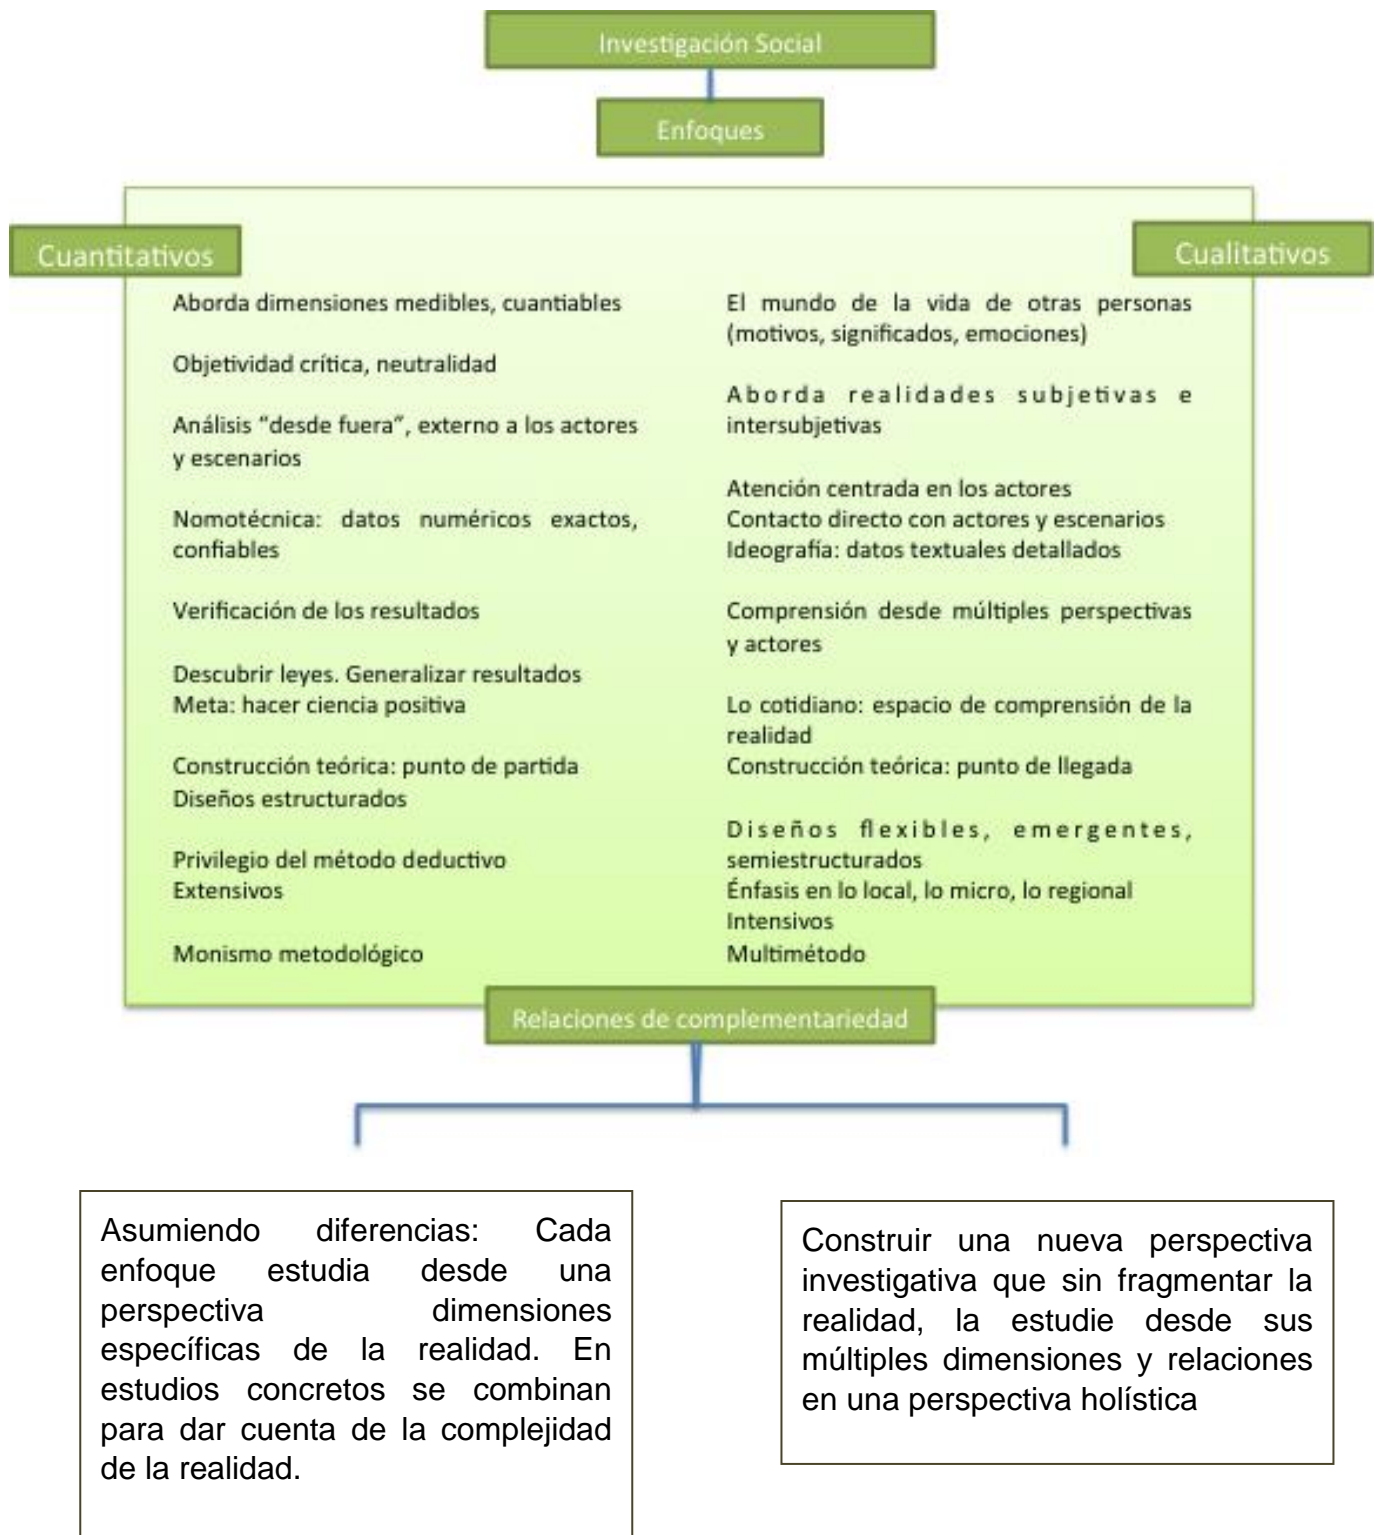 Investigación Social
Enfoques
Cuantitativos
Aborda dimensiones medibles, cuantiables
Objetividad crítica, neutralidad
Análisis “desde fuera”, externo a los actores
y escenarios
Nomotécnica: datos numéricos exactos,
confiables
Verificación de los resultados
Descubrir leyes. Generalizar resultados
Meta: hacer ciencia positiva
Construcción teórica: punto de partida
Diseños estructurados
Privilegio del método deductivo
Extensivos
Monismo metodológico
Cualitativos
El mundo de la vida de otras personas
(motivos, significados, emociones)
Aborda realidades subjetivas e
intersubjetivas
Atención centrada en los actores
Contacto directo con actores y escenarios
Ideografía: datos textuales detallados
Comprensión desde múltiples perspectivas
y actores
Lo cotidiano: espacio de comprensión de la
realidad
Construcción teórica: punto de llegada
Diseños flexibles, emergentes,
semiestructurados
Énfasis en lo local, lo micro, lo regional
Intensivos
Multimétodo
Relaciones de complementariedad
Asumiendo diferencias: Cada
enfoque estudia desde una
perspectiva dimensiones
específicas de la realidad. En
estudios concretos se combinan
para dar cuenta de la complejidad
de la realidad.
Construir una nueva perspectiva
investigativa que sin fragmentar la
realidad, la estudie desde sus
múltiples dimensiones y relaciones
en una perspectiva holística